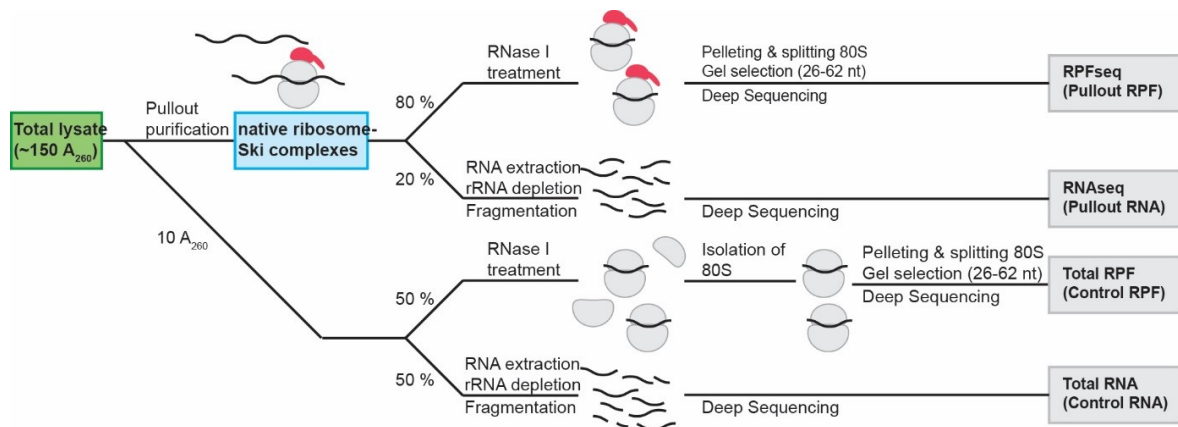 Total lysate
(~150 A260)
Pullout
purification
native ribosome-
Ski complexes
80 %
20 %
RNase I
treatment
Pelleting & splitting 80S
Gel selection (26-62 nt)
Deep Sequencing
RPFseq
(Pullout RPF)
RNA extraction
rRNA depletion
Fragmentation
Deep Sequencing
RNAseq
(Pullout RNA)
10 A260
50 %
50 %
RNase I
treatment
Isolation of
80S
Pelleting & splitting 80S
Gel selection (26-62 nt)
Deep Sequencing
Total RPF
(Control RPF)
RNA extraction
rRNA depletion
Fragmentation
Deep Sequencing
Total RNA
(Control RNA)